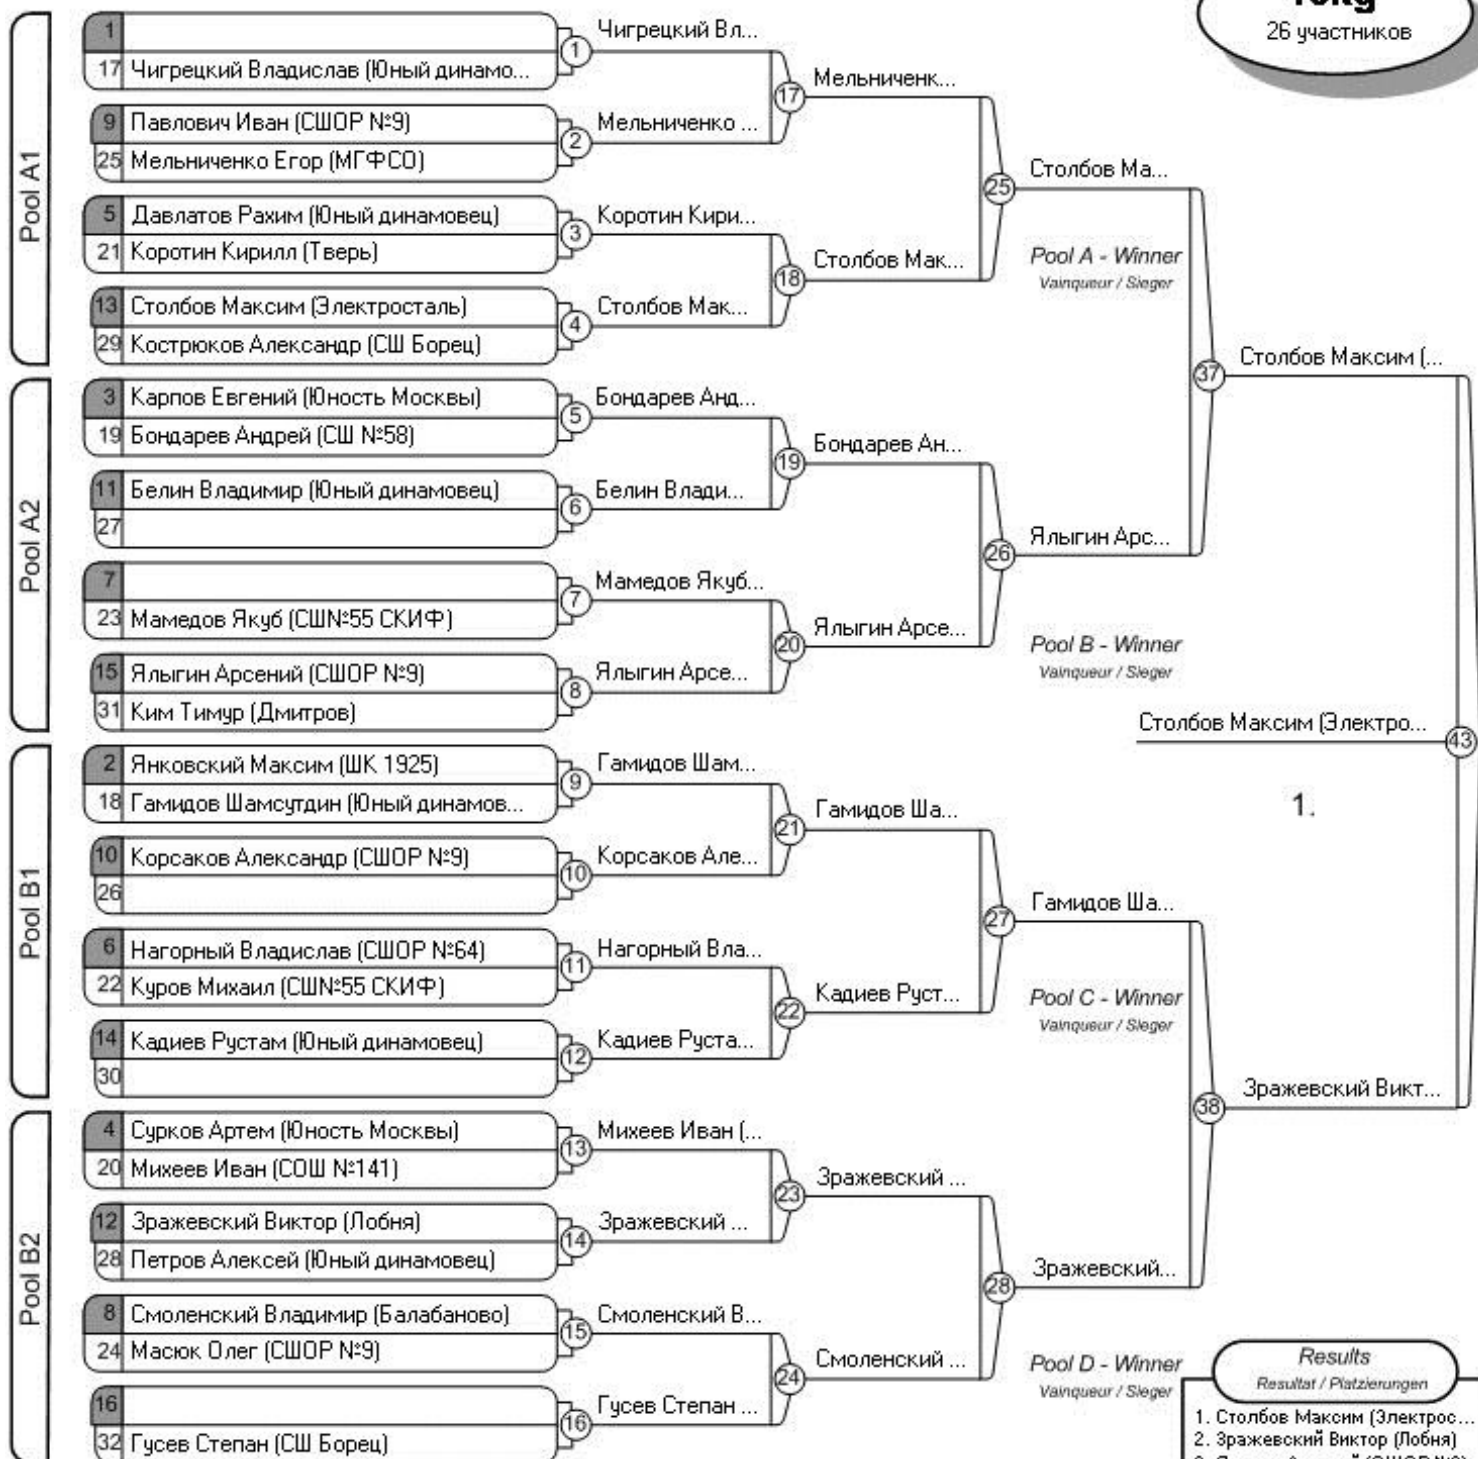 26 участников
Pool A1
1
17 Чигрецкий Владислав (Юный динамо...
9 Павлович Иван (СШОР №9)
25 Мельниченко Егор (МГФСО)
5 Давлатов Рахим (Юный динамовец)
21 Коротин Кирилл (Тверь)
13 Столбов Максим (Электросталь)
29 Кострюков Александр (СШ Борец)
Pool A2
3 Карпов Евгений (Юность Москвы)
19 Бондарев Андрей (СШ №58)
11 Белин Владимир (Юный динамовец)
27
7
23 Мамедов Якуб (СШ№55 СКИФ)
15 Ялыгин Арсений (СШОР №9)
31 Ким Тимур (Дмитров)
Pool B1
2 Янковский Максим (ШК 1925)
18 Гамидов Шамсутдин (Юный динамов...
10 Корсаков Александр (СШОР №9)
26
6 Нагорный Владислав (СШОР №64)
22 Куров Михаил (СШ№55 СКИФ)
14 Кадиев Рустам (Юный динамовец)
30
Pool B2
4 Сурков Артем (Юность Москвы)
20 Михеев Иван (СОШ №141)
12 Зражевский Виктор (Лобня)
28 Петров Алексей (Юный динамовец)
8 Смоленский Владимир (Балабаново)
24 Масюк Олег (СШОР №9)
16
32 Гусев Степан (СШ Борец)
1 Чигрецкий Вл...
2 Мельниченко ...
3 Коротин Кири...
4 Столбов Мак...
5 Бондарев Анд...
6 Белин Влади...
7 Мамедов Якуб...
8 Ялыгин Арсе...
9 Гамидов Шам...
10 Корсаков Але...
11 Нагорный Вла...
12 Кадиев Руста...
13 Михеев Иван (...
14 Зражевский ...
15 Смоленский В...
16 Гусев Степан ...
17 Мельниченк...
18 Столбов Мак...
19 Бондарев Ан...
20 Ялыгин Арсе...
21 Гамидов Ша...
22 Кадиев Руст...
23 Зражевский ...
24 Смоленский ...
25 Столбов Ма...
Pool A - Winner
Vainqueur / Sieger
26 Ялыгин Арс...
Pool B - Winner
Vainqueur / Sieger
27 Гамидов Ша...
Pool C - Winner
Vainqueur / Sieger
28 Зражевский...
Pool D - Winner
Vainqueur / Sieger
37 Столбов Максим (...
38 Зражевский Викт...
Столбов Максим (Электро... 43
1.
Results
Resultat / Platzierungen
1. Столбов Максим (Электрос...
2. Зражевский Виктор (Лобня)